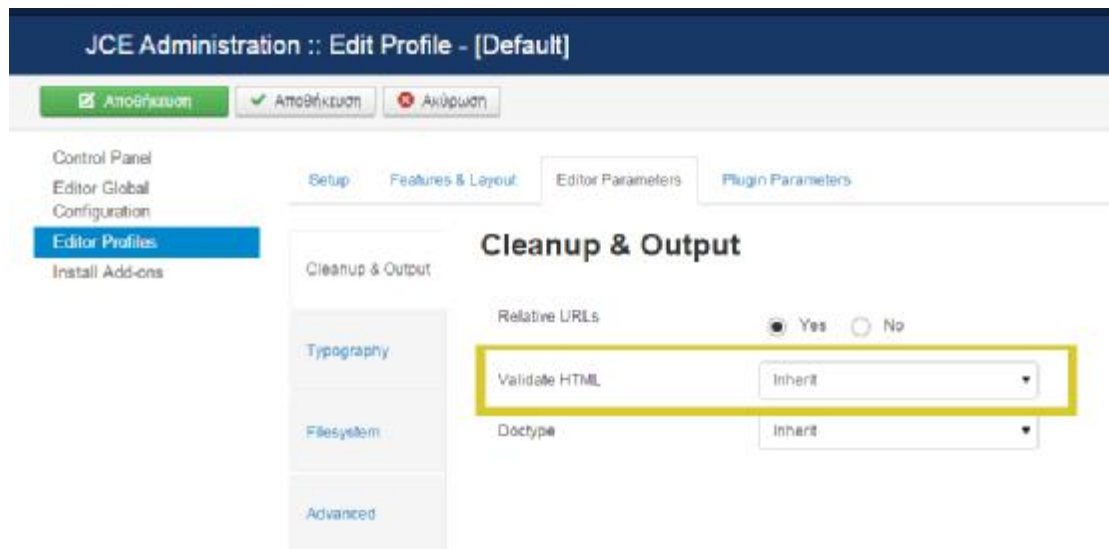 JCE Administration :: Edit Profile - [Default]
Αποθήκευση Αποθήκευση Ακύρωση
Control Panel
Editor Global
Configuration
Editor Profiles
Install Add-ons
Setup Features & Layout Editor Parameters Plugin Parameters
Cleanup & Output
Typography
Filesystem
Advanced
Cleanup & Output
Relative URLs Yes No
Validate HTML Inherit
Doctype Inherit